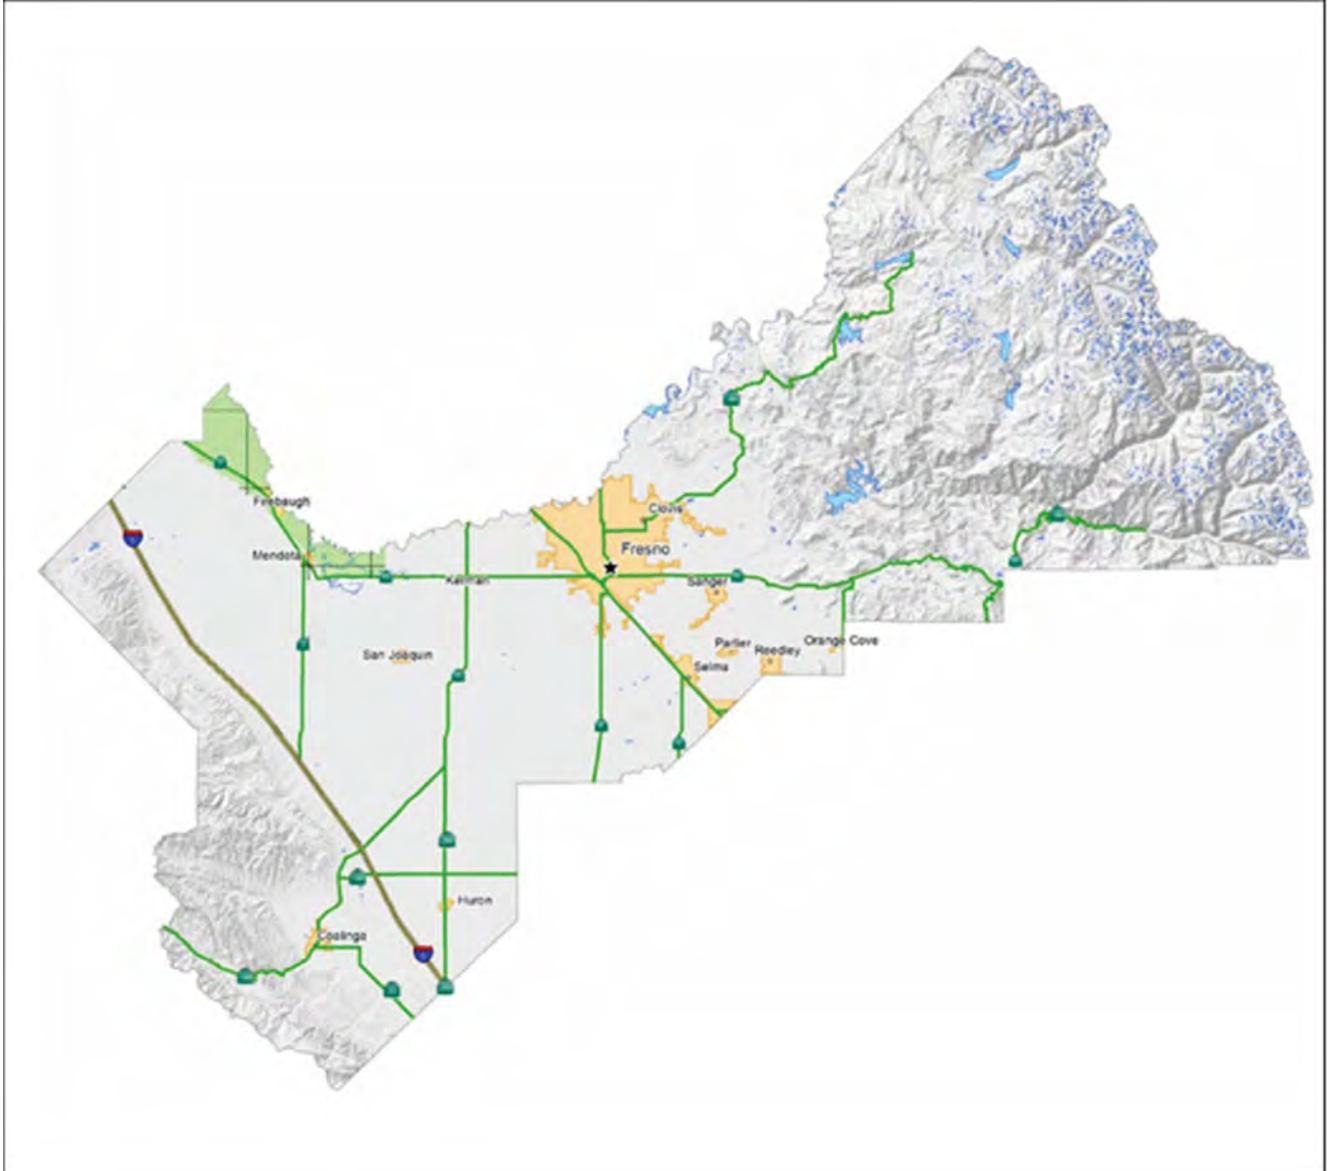 Clovis
Firebaugh
Fresno
Mendota
Kerman
Sanger
Orange Cove
Parlier
Reedley
San Joaquin
Selma
Huron
Coalinga